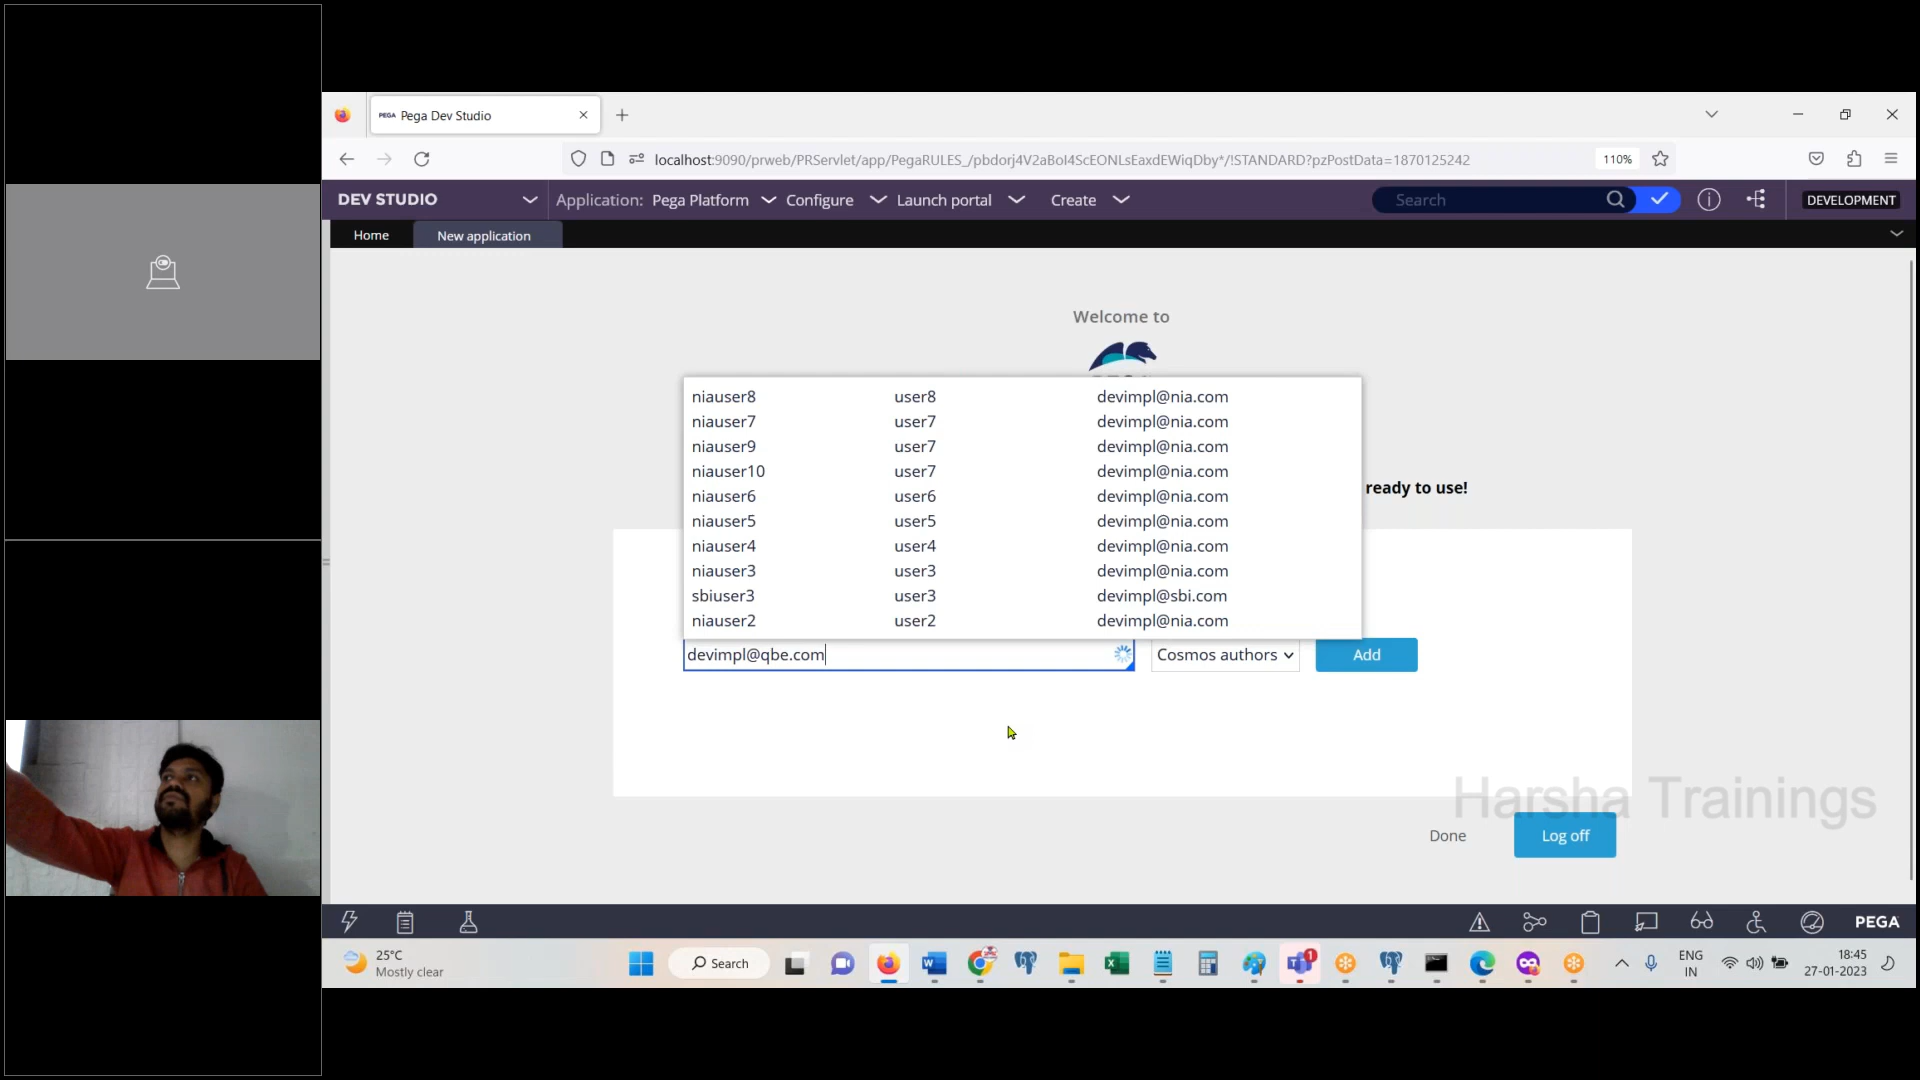 PEGA Pega Dev Studio
localhost:9090/prweb/PRServlet/app/PegaRULES_/pbdorj4V2aBoI4ScEONLsEaxdEWiqDby*/!STANDARD?pzPostData=1870125242
110%
DEV STUDIO
Application: Pega Platform Configure Launch portal Create
Search
DEVELOPMENT
Home New application
Welcome to
niauser8 user8 devimpl@nia.com
niauser7 user7 devimpl@nia.com
niauser9 user7 devimpl@nia.com
niauser10 user7 devimpl@nia.com
niauser6 user6 devimpl@nia.com
ready to use!
niauser5 user5 devimpl@nia.com
niauser4 user4 devimpl@nia.com
niauser3 user3 devimpl@nia.com
sbiuser3 user3 devimpl@sbi.com
niauser2 user2 devimpl@nia.com
devimpl@qbe.com Cosmos authors Add
Harsha Trainings
Done Log off
PEGA
25°C
Mostly clear
Search
1
ENG
IN
18:45
27-01-2023